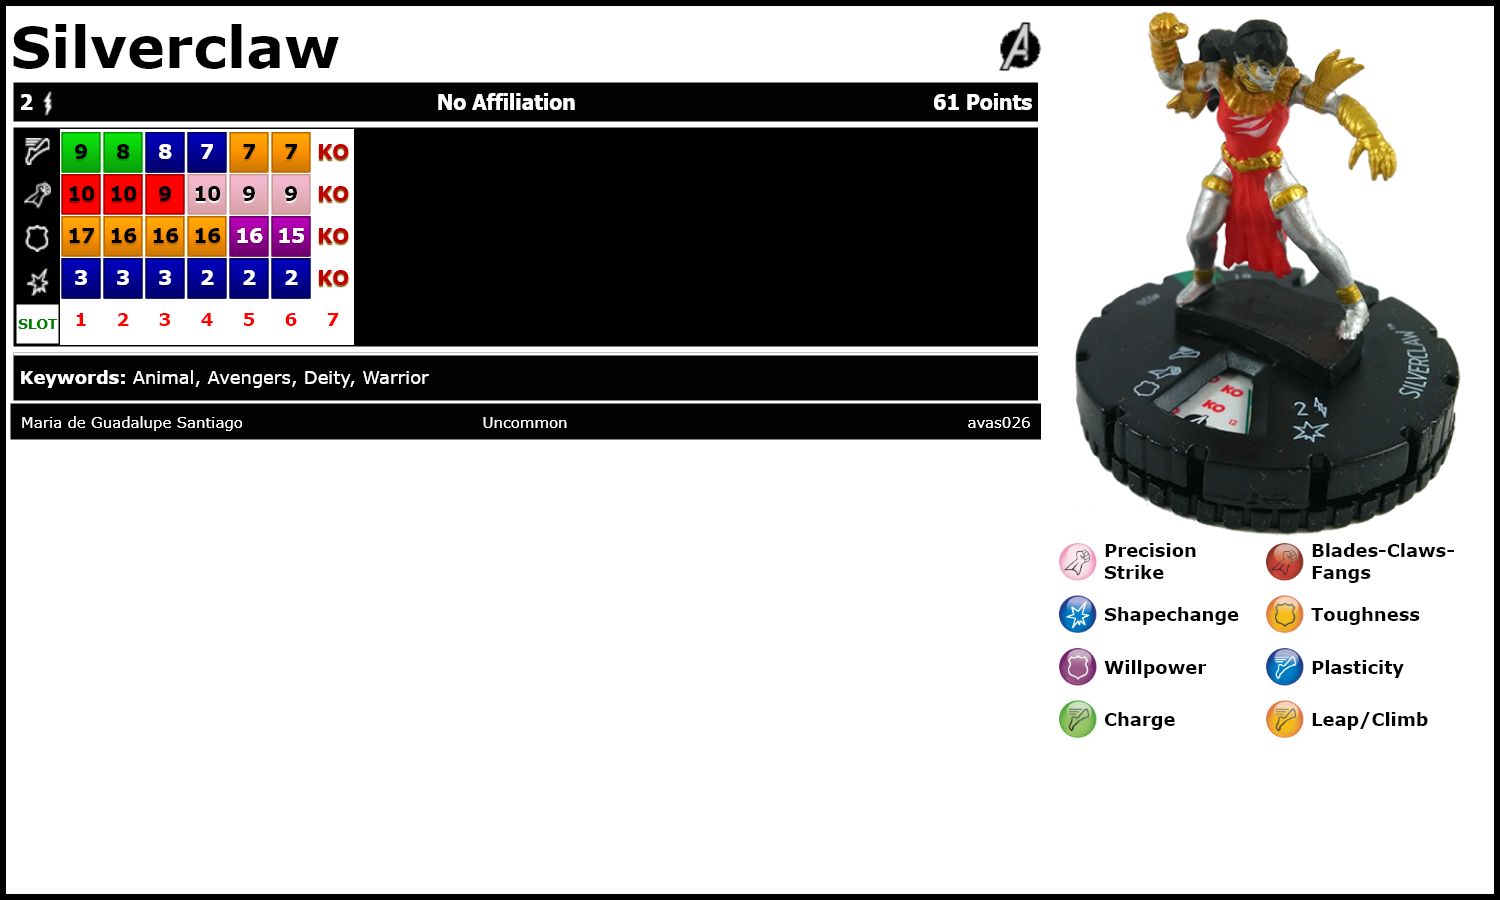 Silverclaw
2 No Affiliation 61 Points
9 8 8 7 7 7 KO
10 10 9 10 9 9 KO
17 16 16 16 16 15 KO
3 3 3 2 2 2 KO
SLOT 1 2 3 4 5 6 7
Keywords: Animal, Avengers, Deity, Warrior
Maria de Guadalupe Santiago Uncommon avas026
SILVERCLAW
KO
KO
12
2
Precision
Strike
Blades-Claws-
Fangs
Shapechange
Toughness
Willpower
Plasticity
Charge
Leap/Climb